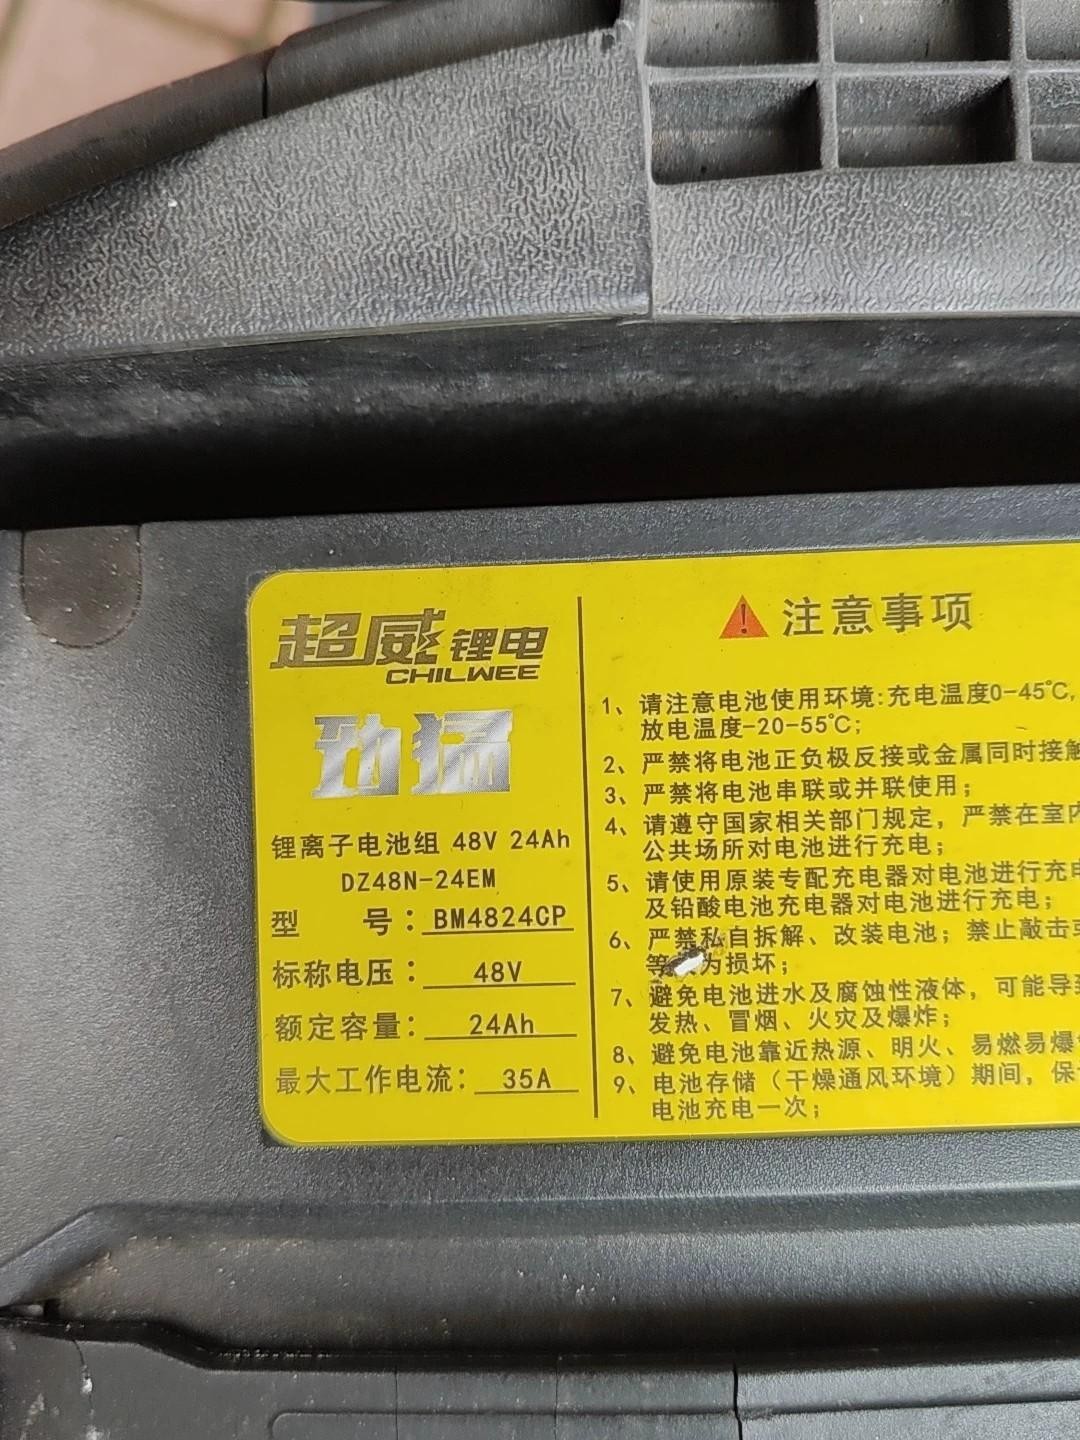 超威锂电
CHILWEE
劲猛
锂离子电池组 48V 24Ah
DZ48N-24EM
型 号：BM4824CP
标称电压：48V
额定容量：24Ah
最大工作电流：35A
注意事项
1、请注意电池使用环境:充电温度0-45℃,
放电温度-20-55℃;
2、严禁将电池正负极反接或金属同时接触
3、严禁将电池串联或并联使用；
4、请遵守国家相关部门规定，严禁在室内
公共场所对电池进行充电；
5、请使用原装专配充电器对电池进行充电
及铅酸电池充电器对电池进行充电；
6、严禁私自拆解、改装电池；禁止敲击
等 为损坏；
7、避免电池进水及腐蚀性液体，可能导致
发热、冒烟、火灾及爆炸；
8、避免电池靠近热源、明火、易燃易爆
9、电池存储（干燥通风环境）期间，保
电池充电一次；